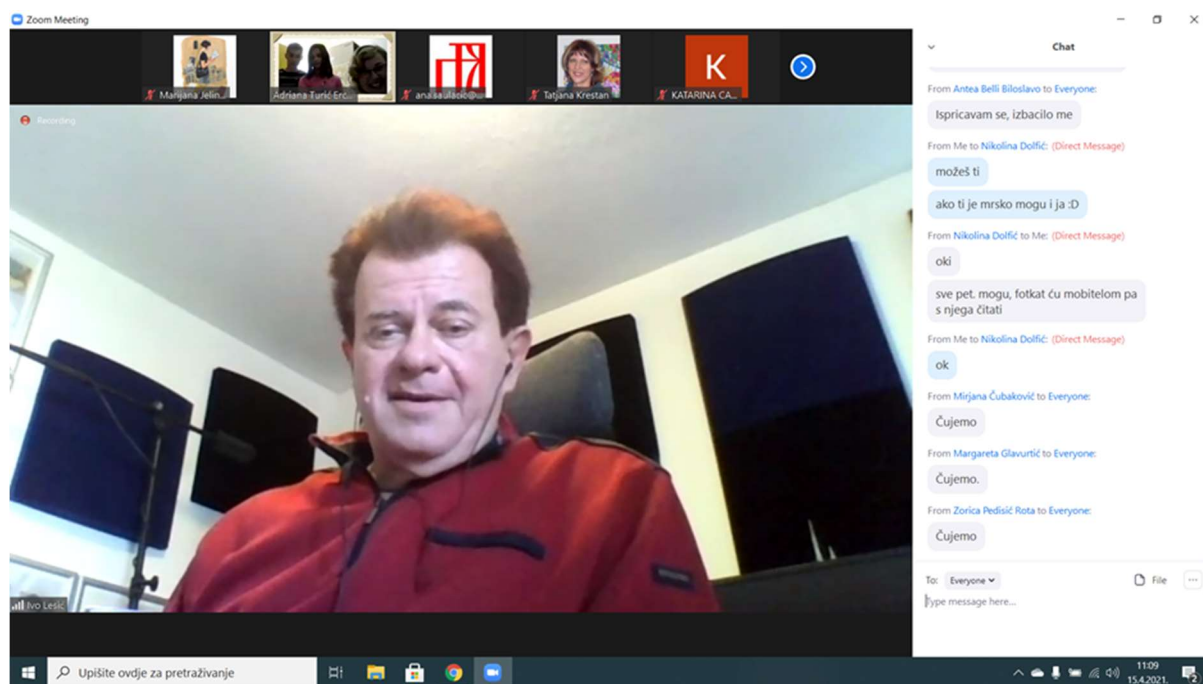 Zoom Meeting
Marijana Jelin...
Adriana Turić Erc...
Tatjana Krestan
K
KATARINA CA...
Recording
Ivo Lesić
Chat
From Antea Belli Biloslavo to Everyone:
Ispricavam se, izbacilo me
From Me to Nikolina Dolfić: (Direct Message)
možeš ti
ako ti je mrsko mogu i ja :D
From Nikolina Dolfić to Me: (Direct Message)
oki
sve pet. mogu, fotkat ću mobitelom pa
s njega čitati
From Me to Nikolina Dolfić: (Direct Message)
ok
From Mirjana Čubaković to Everyone:
Čujemo
From Margareta Glavurtić to Everyone:
Čujemo.
From Zorica Pedisić Rota to Everyone:
Čujemo
To: Everyone
File
Type message here...
Upišite ovdje za pretraživanje
11:09
15.4.2021.
2